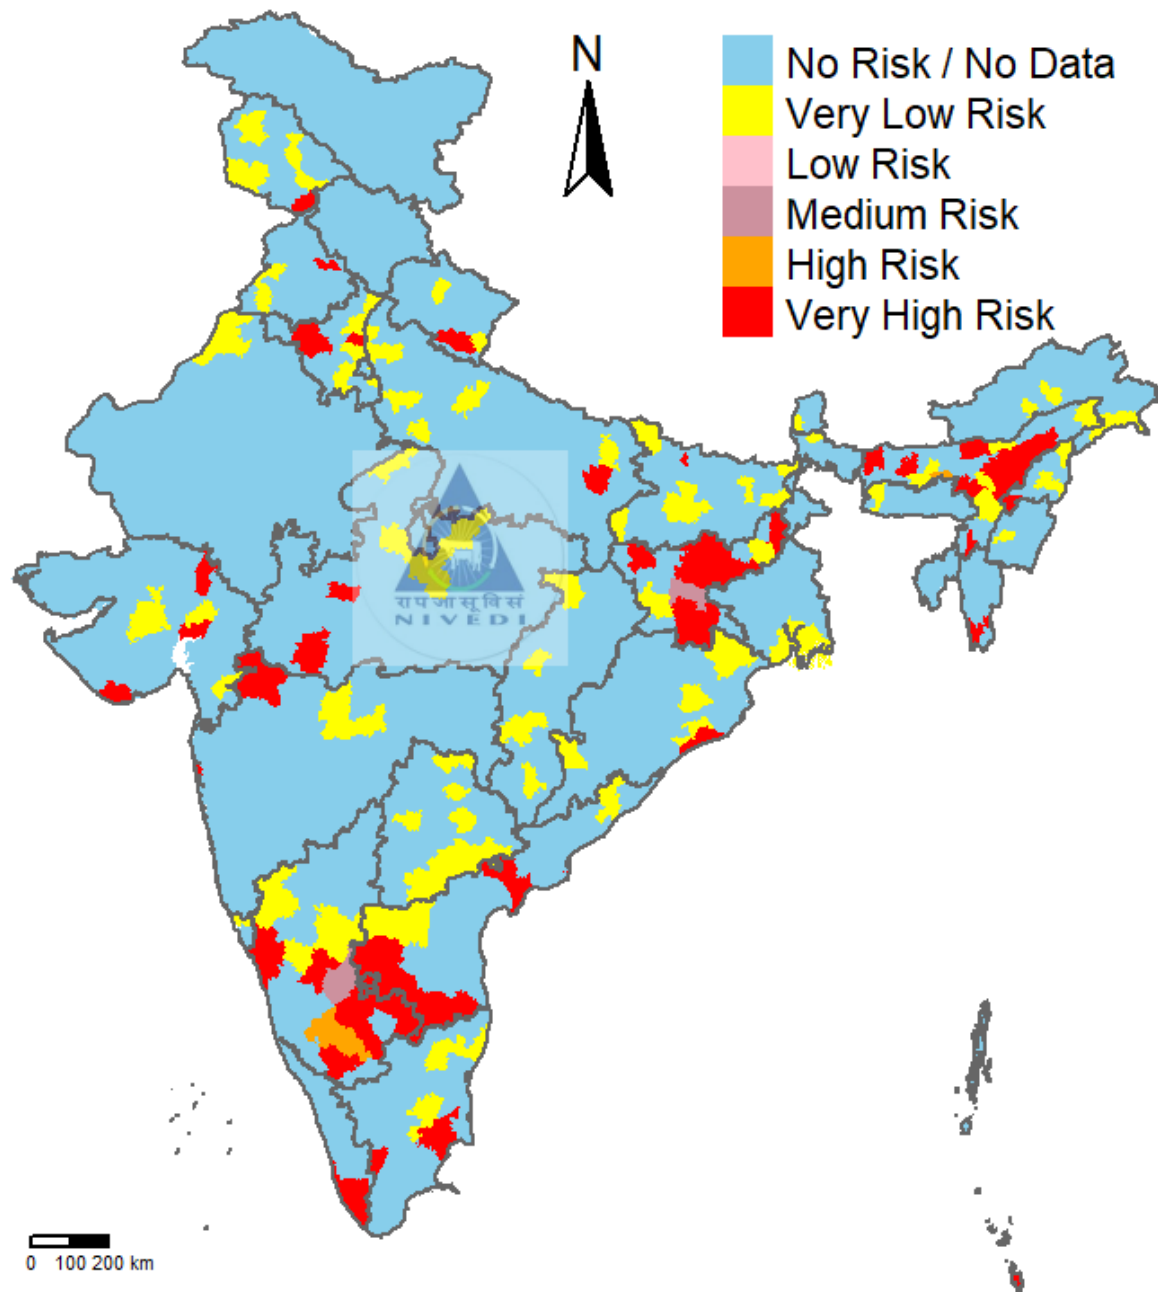 N
No Risk / No Data
Very Low Risk
Low Risk
Medium Risk
High Risk
Very High Risk
रा प जा सू वि सं
NIVEDI
0 100 200 km